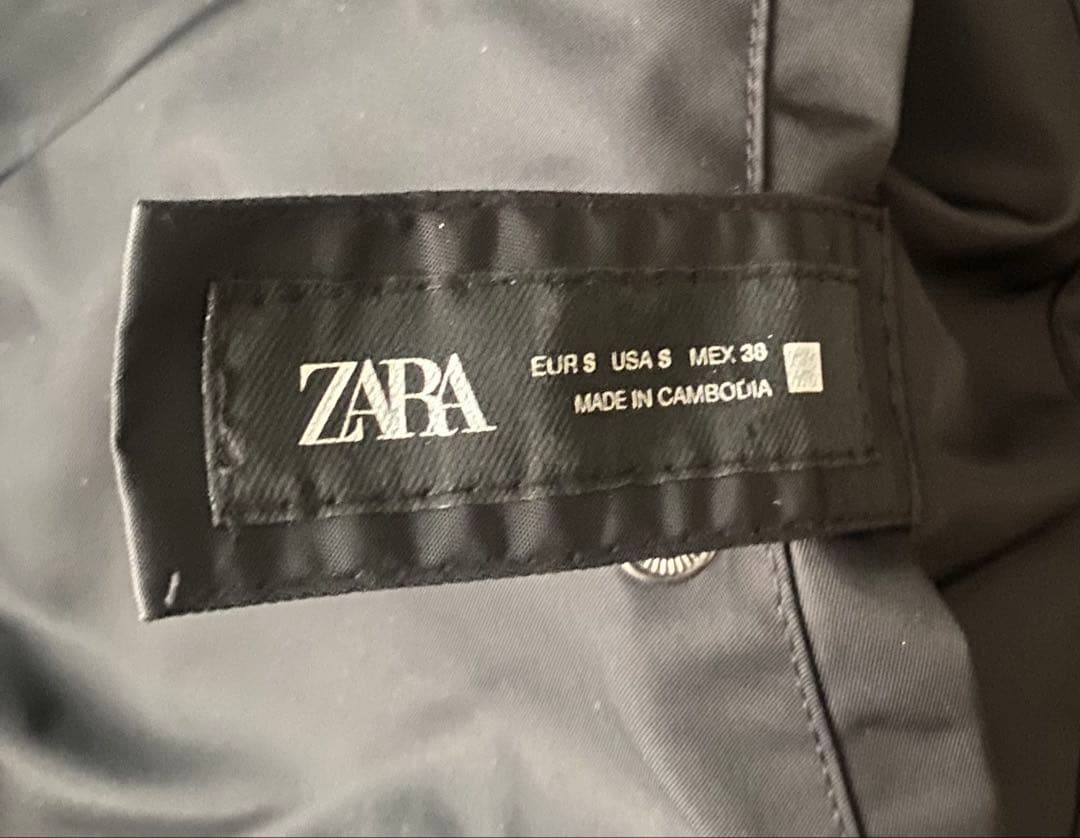 ZARA
EUR S USA S MEX 38
MADE IN CAMBODIA